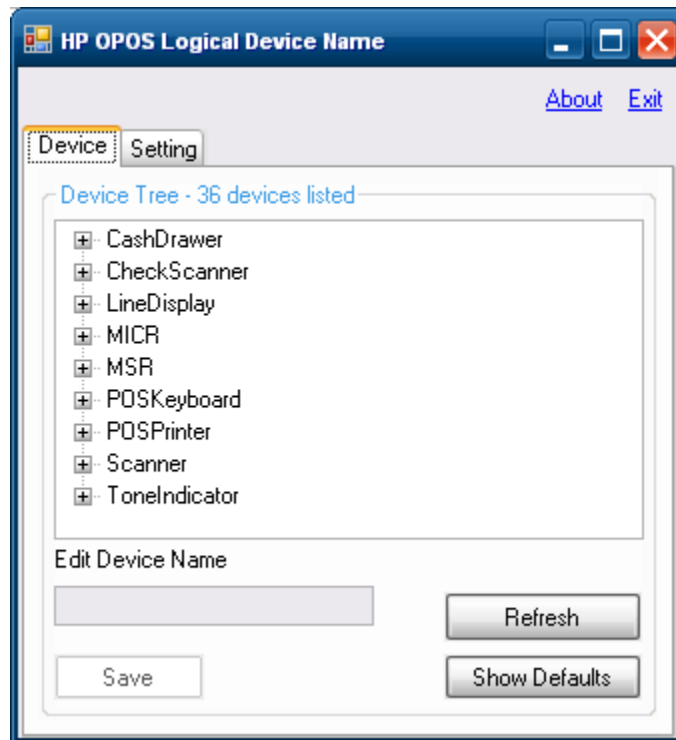 HP OPOS Logical Device Name
About Exit
Device Setting
Device Tree - 36 devices listed
CashDrawer
CheckScanner
LineDisplay
MICR
MSR
POSKeyboard
POSPrinter
Scanner
ToneIndicator
Edit Device Name
Refresh
Save Show Defaults